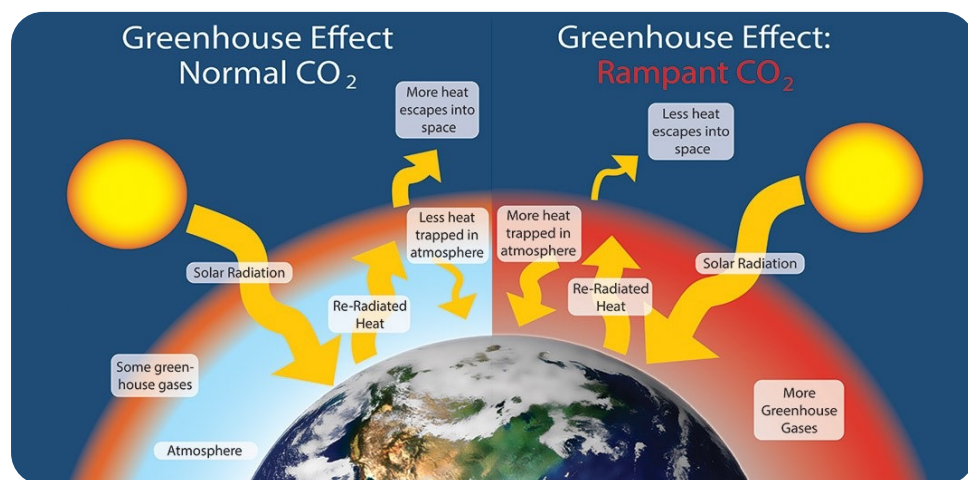 Greenhouse Effect
Normal CO2
More heat
escapes into
space
Less heat
trapped in
atmosphere
Solar Radiation
Re-Radiated
Heat
Some green-
house gases
Atmosphere
Greenhouse Effect:
Rampant CO2
Less heat
escapes into
space
More heat
trapped in
atmosphere
Solar Radiation
Re-Radiated
Heat
More
Greenhouse
Gases